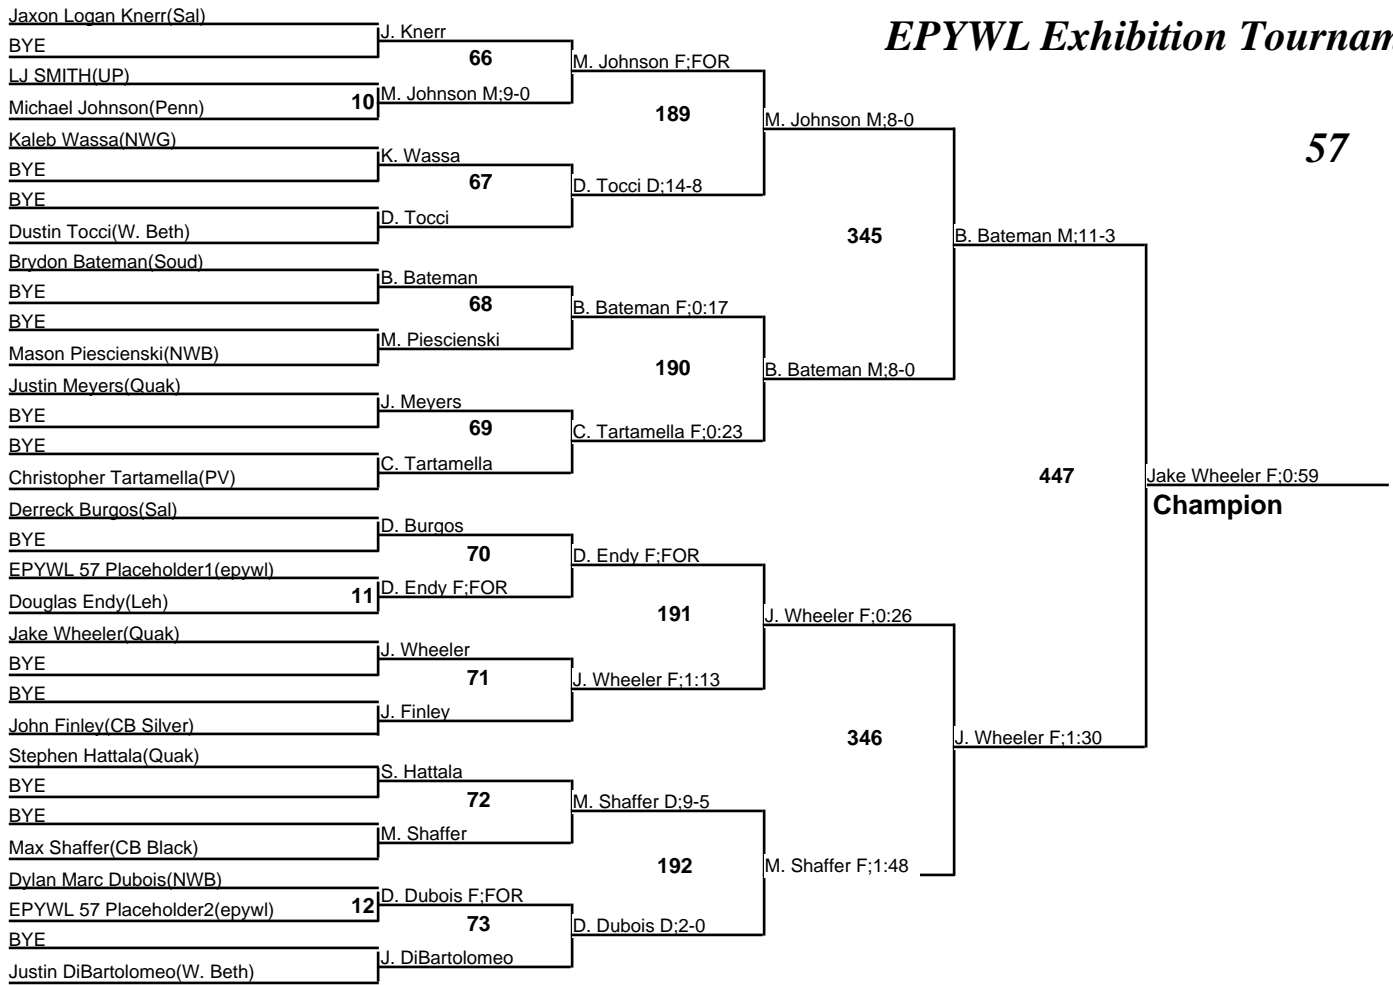 EPYWL Exhibition Tournam
57
Jaxon Logan Knerr(Sal)
BYE
LJ SMITH(UP)
Michael Johnson(Penn)
Kaleb Wassa(NWG)
BYE
BYE
Dustin Tocci(W. Beth)
Brydon Bateman(Soud)
BYE
BYE
Mason Piescienski(NWB)
Justin Meyers(Quak)
BYE
BYE
Christopher Tartamella(PV)
Derreck Burgos(Sal)
BYE
EPYWL 57 Placeholder1(epywl)
Douglas Endy(Leh)
Jake Wheeler(Quak)
BYE
BYE
John Finley(CB Silver)
Stephen Hattala(Quak)
BYE
BYE
Max Shaffer(CB Black)
Dylan Marc Dubois(NWB)
EPYWL 57 Placeholder2(epywl)
BYE
Justin DiBartolomeo(W. Beth)
10
11
12
J. Knerr
66
M. Johnson M;9-0
K. Wassa
67
D. Tocci
B. Bateman
68
M. Piescienski
J. Meyers
69
C. Tartamella
D. Burgos
70
D. Endy F;FOR
J. Wheeler
71
J. Finley
S. Hattala
72
M. Shaffer
D. Dubois F;FOR
73
J. DiBartolomeo
M. Johnson F;FOR
189
D. Tocci D;14-8
B. Bateman F;0:17
190
C. Tartamella F;0:23
D. Endy F;FOR
191
J. Wheeler F;1:13
M. Shaffer D;9-5
192
D. Dubois D;2-0
M. Johnson M;8-0
345
B. Bateman M;8-0
J. Wheeler F;0:26
346
M. Shaffer F;1:48
B. Bateman M;11-3
447
J. Wheeler F;1:30
Jake Wheeler F;0:59
Champion